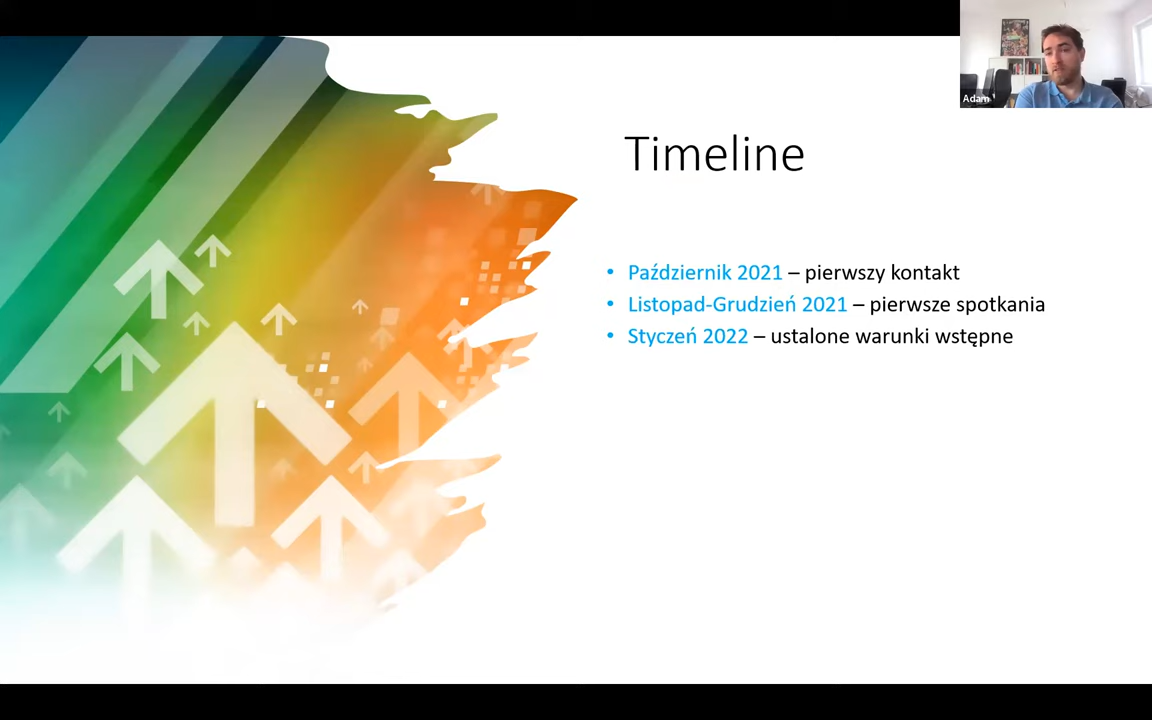 Adam
Timeline
• Październik 2021 – pierwszy kontakt
• Listopad-Grudzień 2021 – pierwsze spotkania
• Styczeń 2022 – ustalone warunki wstępne